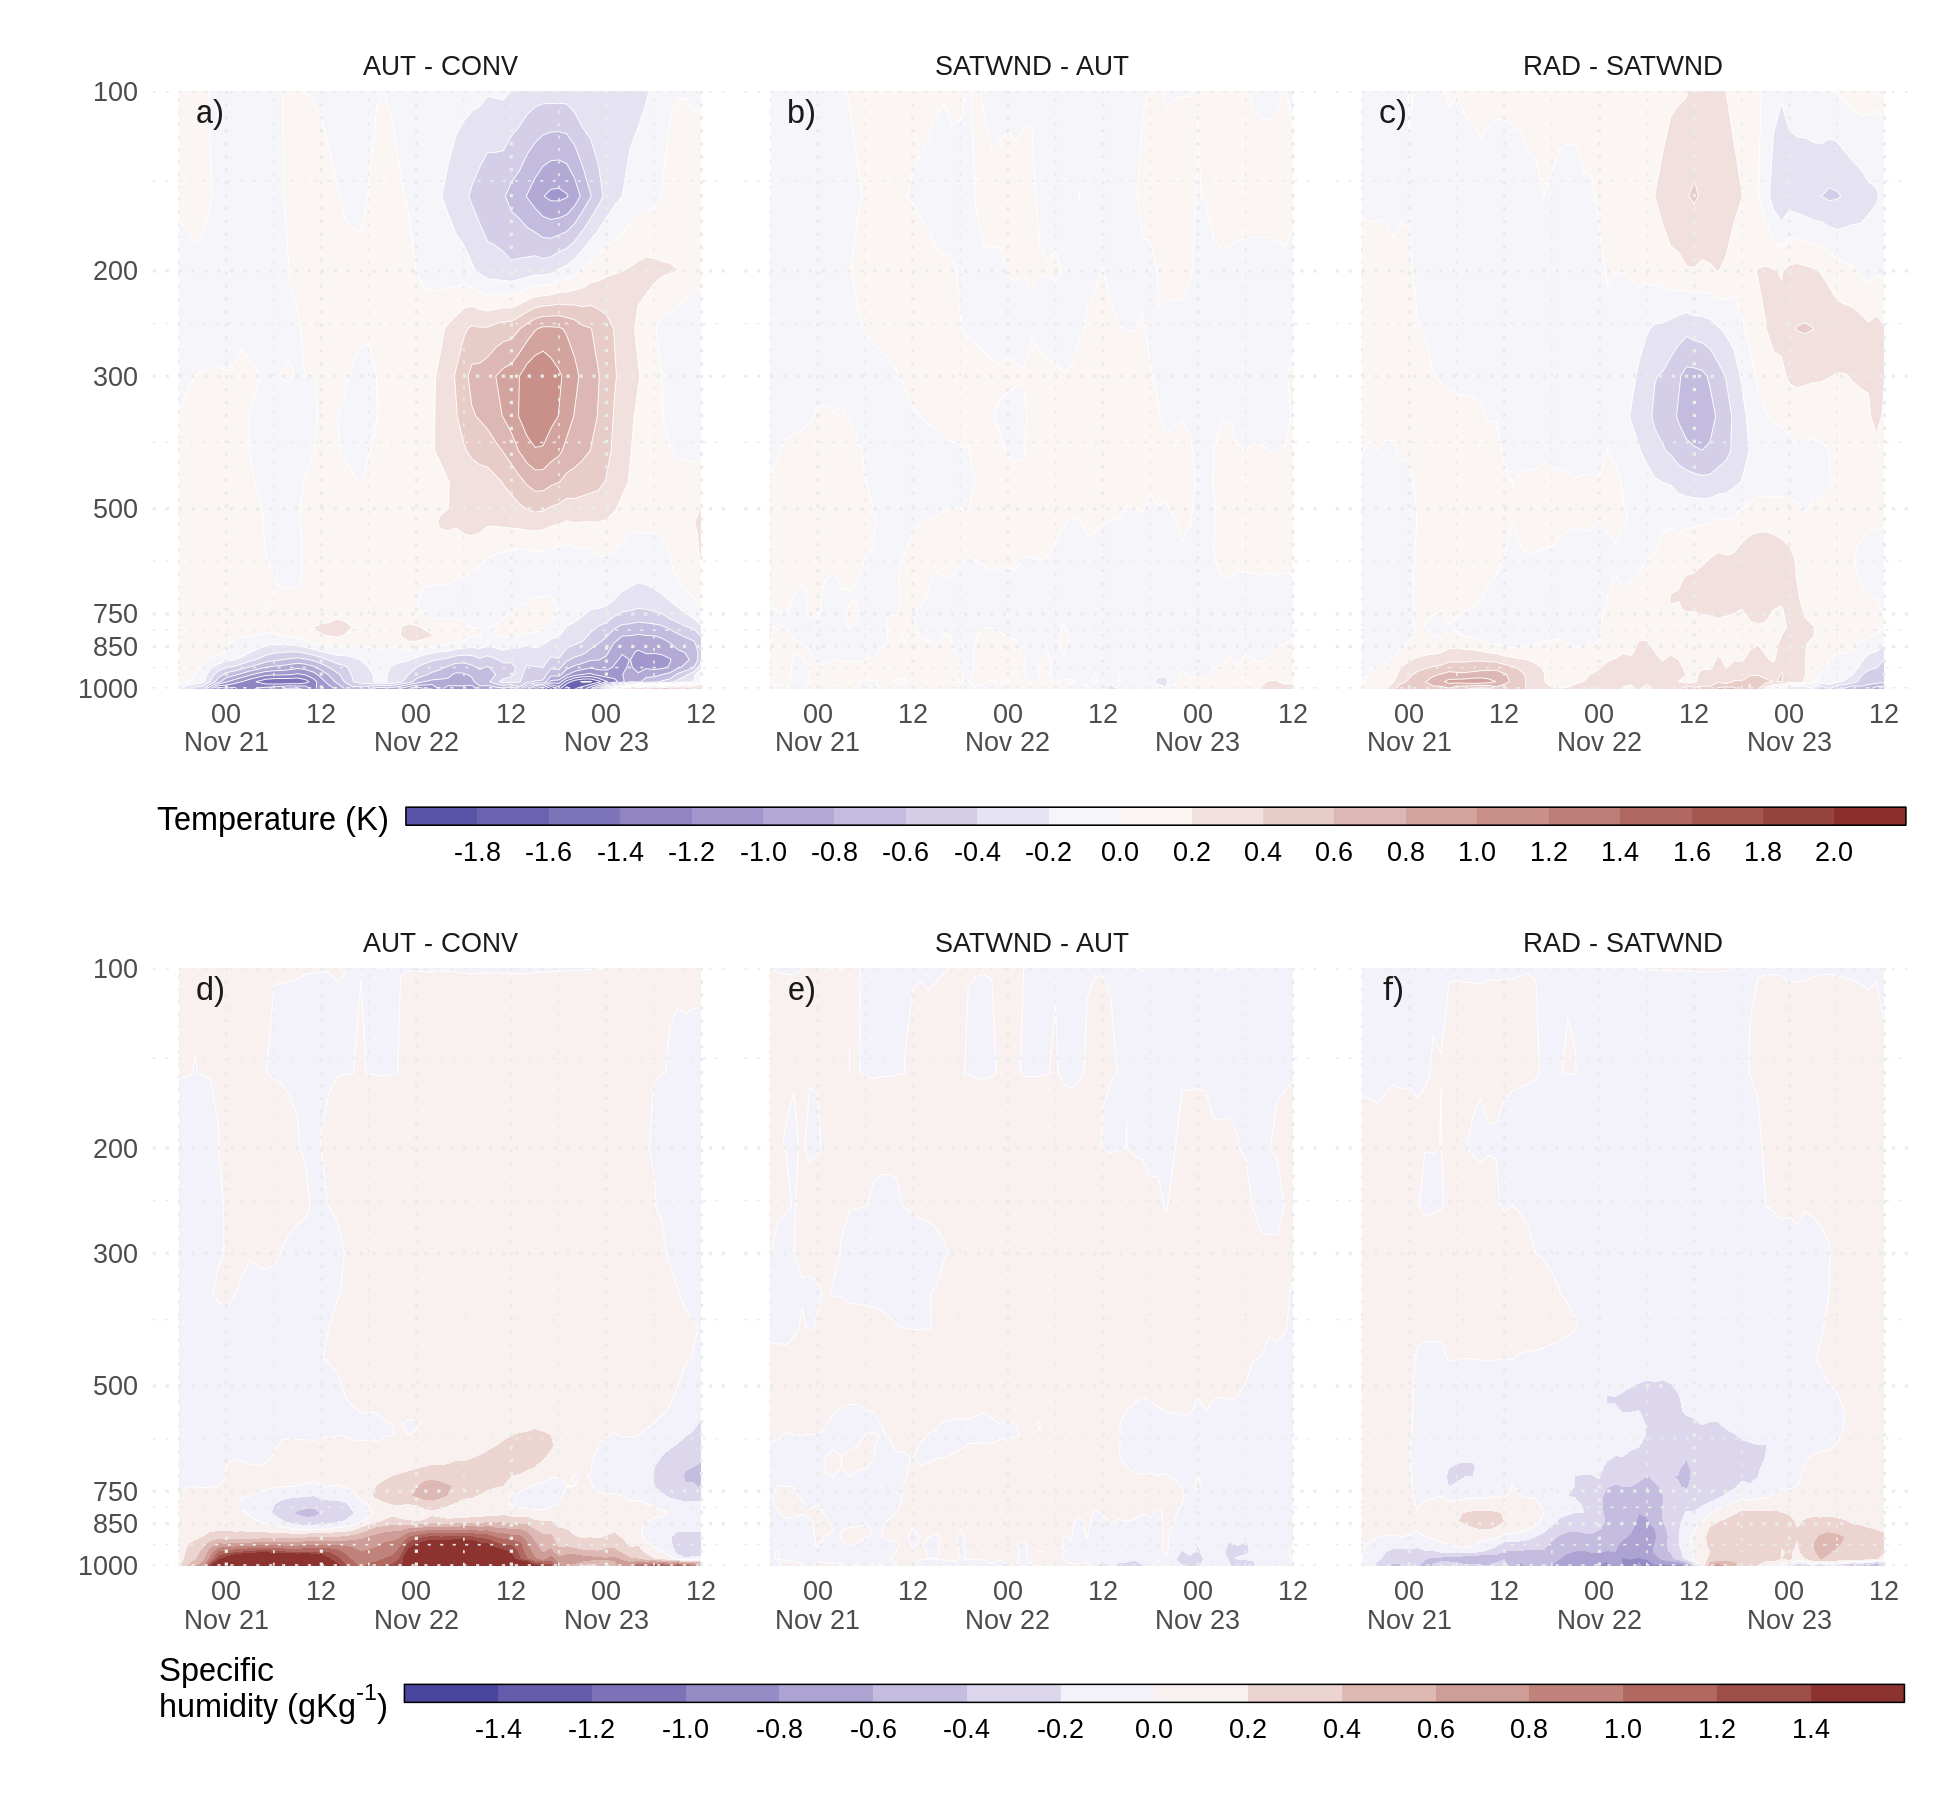 AUT - CONV SATWND - AUT RAD - SATWND
a) b) c)
100
200
300
500
750
850
1000
00 12 00 12 00 12 00 12 00 12 00 12 00 12 00 12 00 12
Nov 21 Nov 22 Nov 23 Nov 21 Nov 22 Nov 23 Nov 21 Nov 22 Nov 23
Temperature (K)
-1.8 -1.6 -1.4 -1.2 -1.0 -0.8 -0.6 -0.4 -0.2 0.0 0.2 0.4 0.6 0.8 1.0 1.2 1.4 1.6 1.8 2.0
AUT - CONV SATWND - AUT RAD - SATWND
d) e) f)
100
200
300
500
750
850
1000
00 12 00 12 00 12 00 12 00 12 00 12 00 12 00 12 00 12
Nov 21 Nov 22 Nov 23 Nov 21 Nov 22 Nov 23 Nov 21 Nov 22 Nov 23
Specific
humidity (gKg⁻¹)
-1.4 -1.2 -1.0 -0.8 -0.6 -0.4 -0.2 0.0 0.2 0.4 0.6 0.8 1.0 1.2 1.4